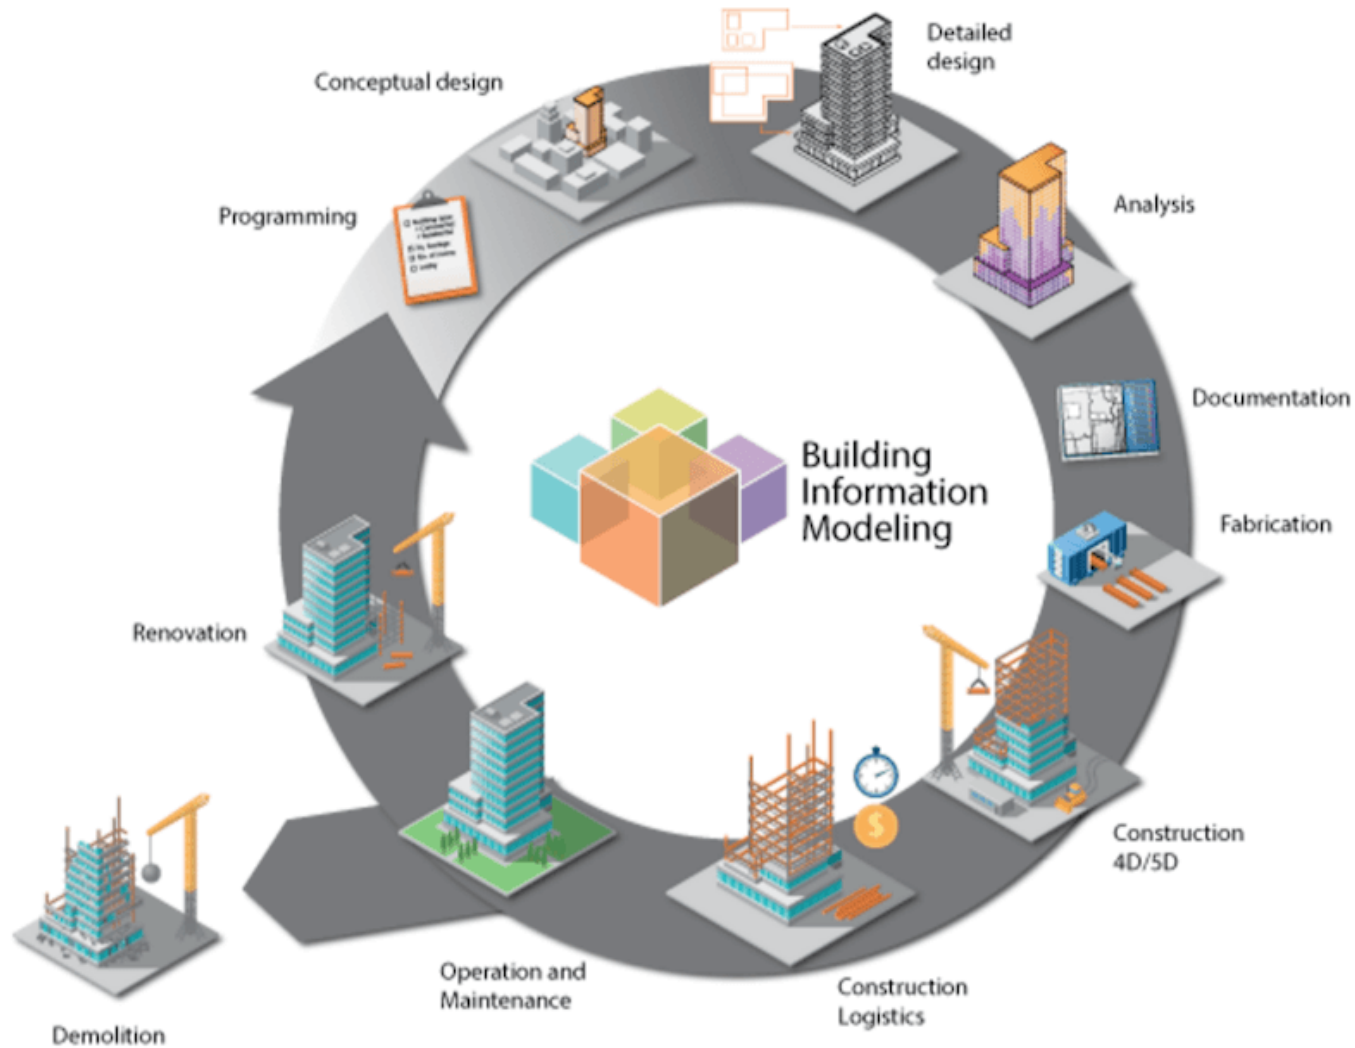 Detailed
design
Conceptual design
Programming
Analysis
Documentation
Building
Information
Modeling
Fabrication
Renovation
Construction
4D/5D
$
Operation and
Maintenance
Construction
Logistics
Demolition